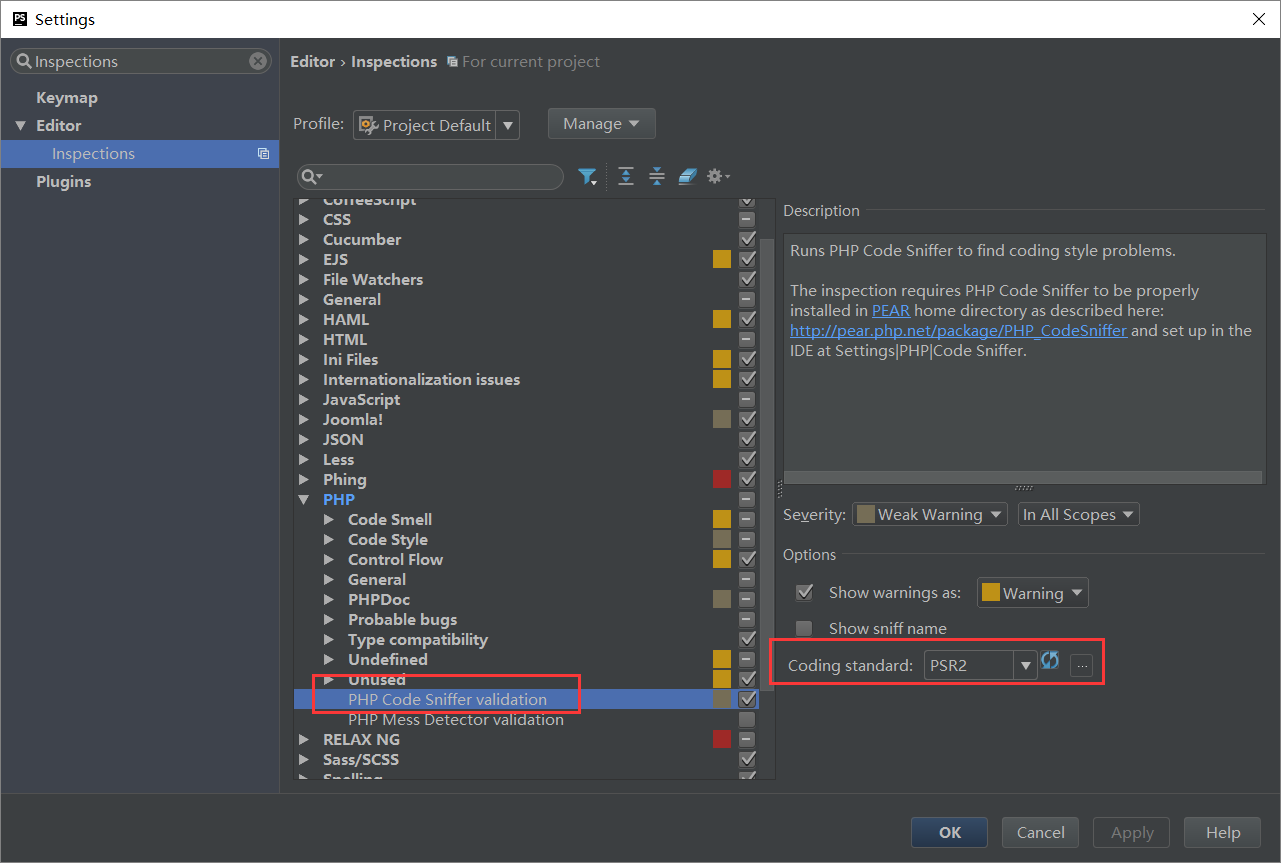 PS Settings
Inspections
Keymap
Editor
Inspections
Plugins
Editor › Inspections For current project
Profile: Project Default Manage
CoffeeScript
CSS
Cucumber
EJS
File Watchers
General
HAML
HTML
Ini Files
Internationalization issues
JavaScript
Joomla!
JSON
Less
Phing
PHP
Code Smell
Code Style
Control Flow
General
PHPDoc
Probable bugs
Type compatibility
Undefined
Unused
PHP Code Sniffer validation
PHP Mess Detector validation
RELAX NG
Sass/SCSS
Spelling
Description
Runs PHP Code Sniffer to find coding style problems.
The inspection requires PHP Code Sniffer to be properly
installed in PEAR home directory as described here:
http://pear.php.net/package/PHP_CodeSniffer and set up in the
IDE at Settings|PHP|Code Sniffer.
Severity: Weak Warning In All Scopes
Options
Show warnings as: Warning
Show sniff name
Coding standard: PSR2 ...
OK Cancel Apply Help